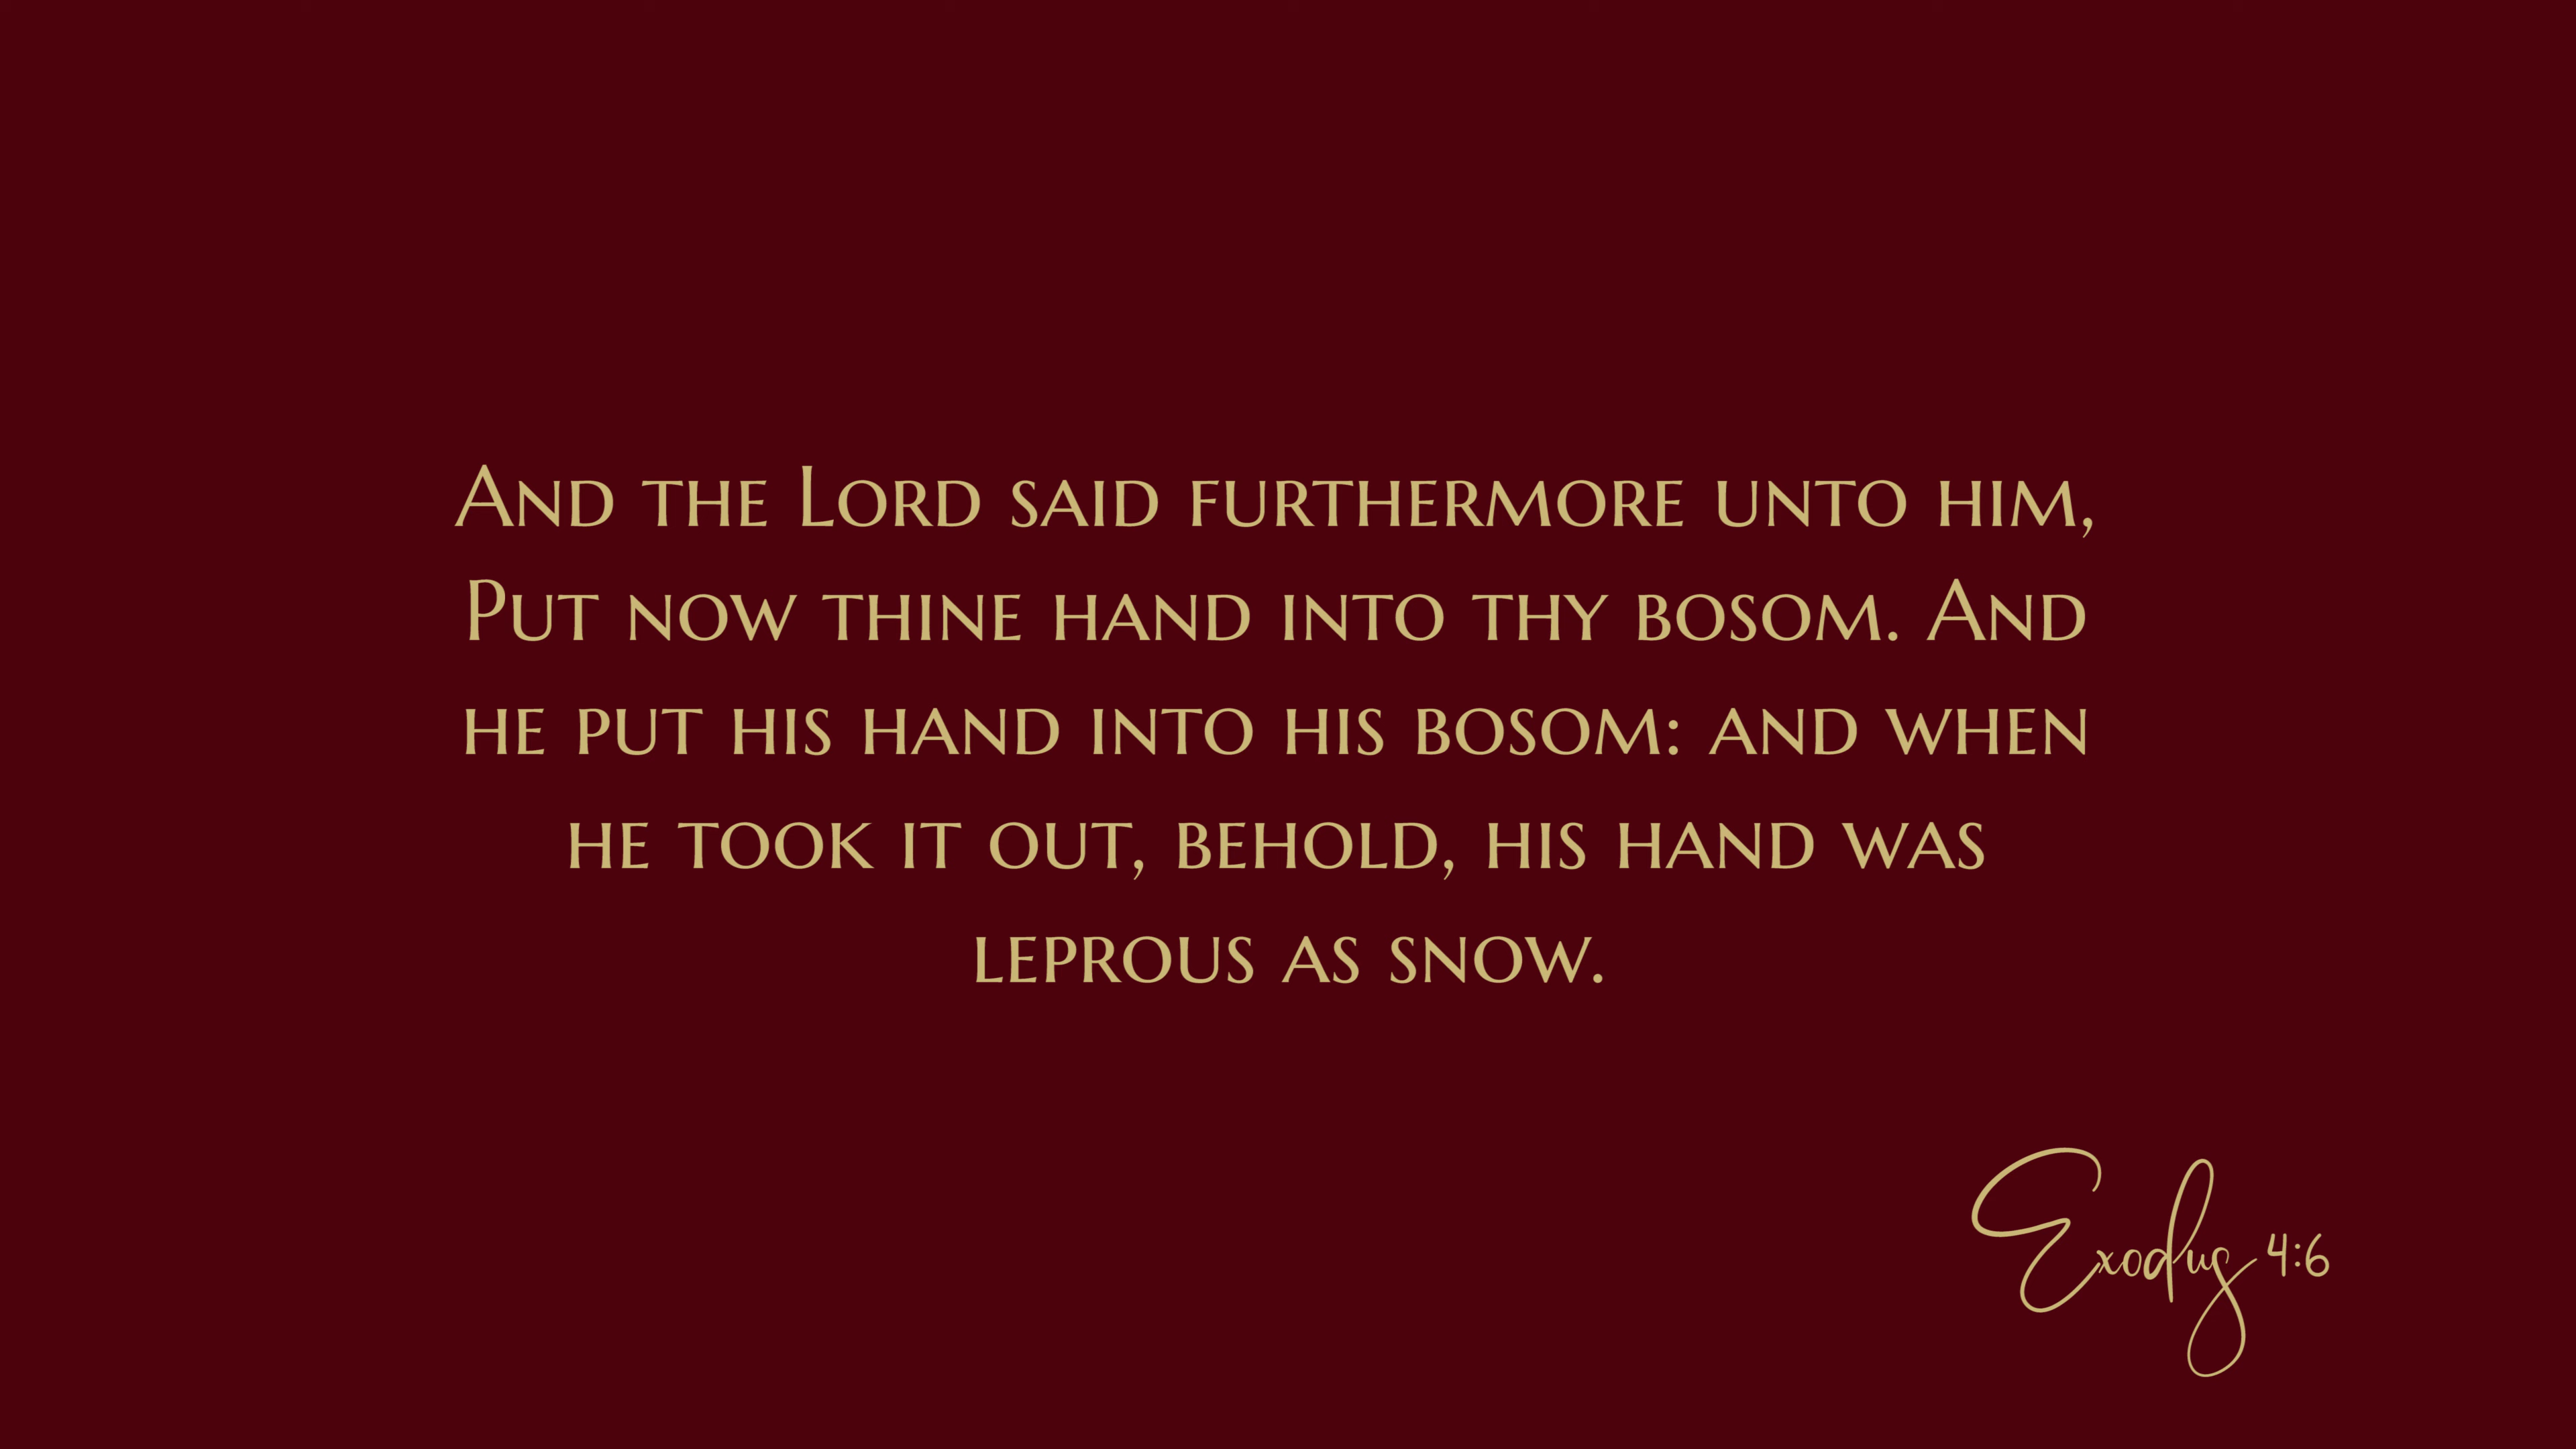 And the Lord said furthermore unto him,
Put now thine hand into thy bosom. And
he put his hand into his bosom: and when
he took it out, behold, his hand was
leprous as snow.
Exodus 4:6